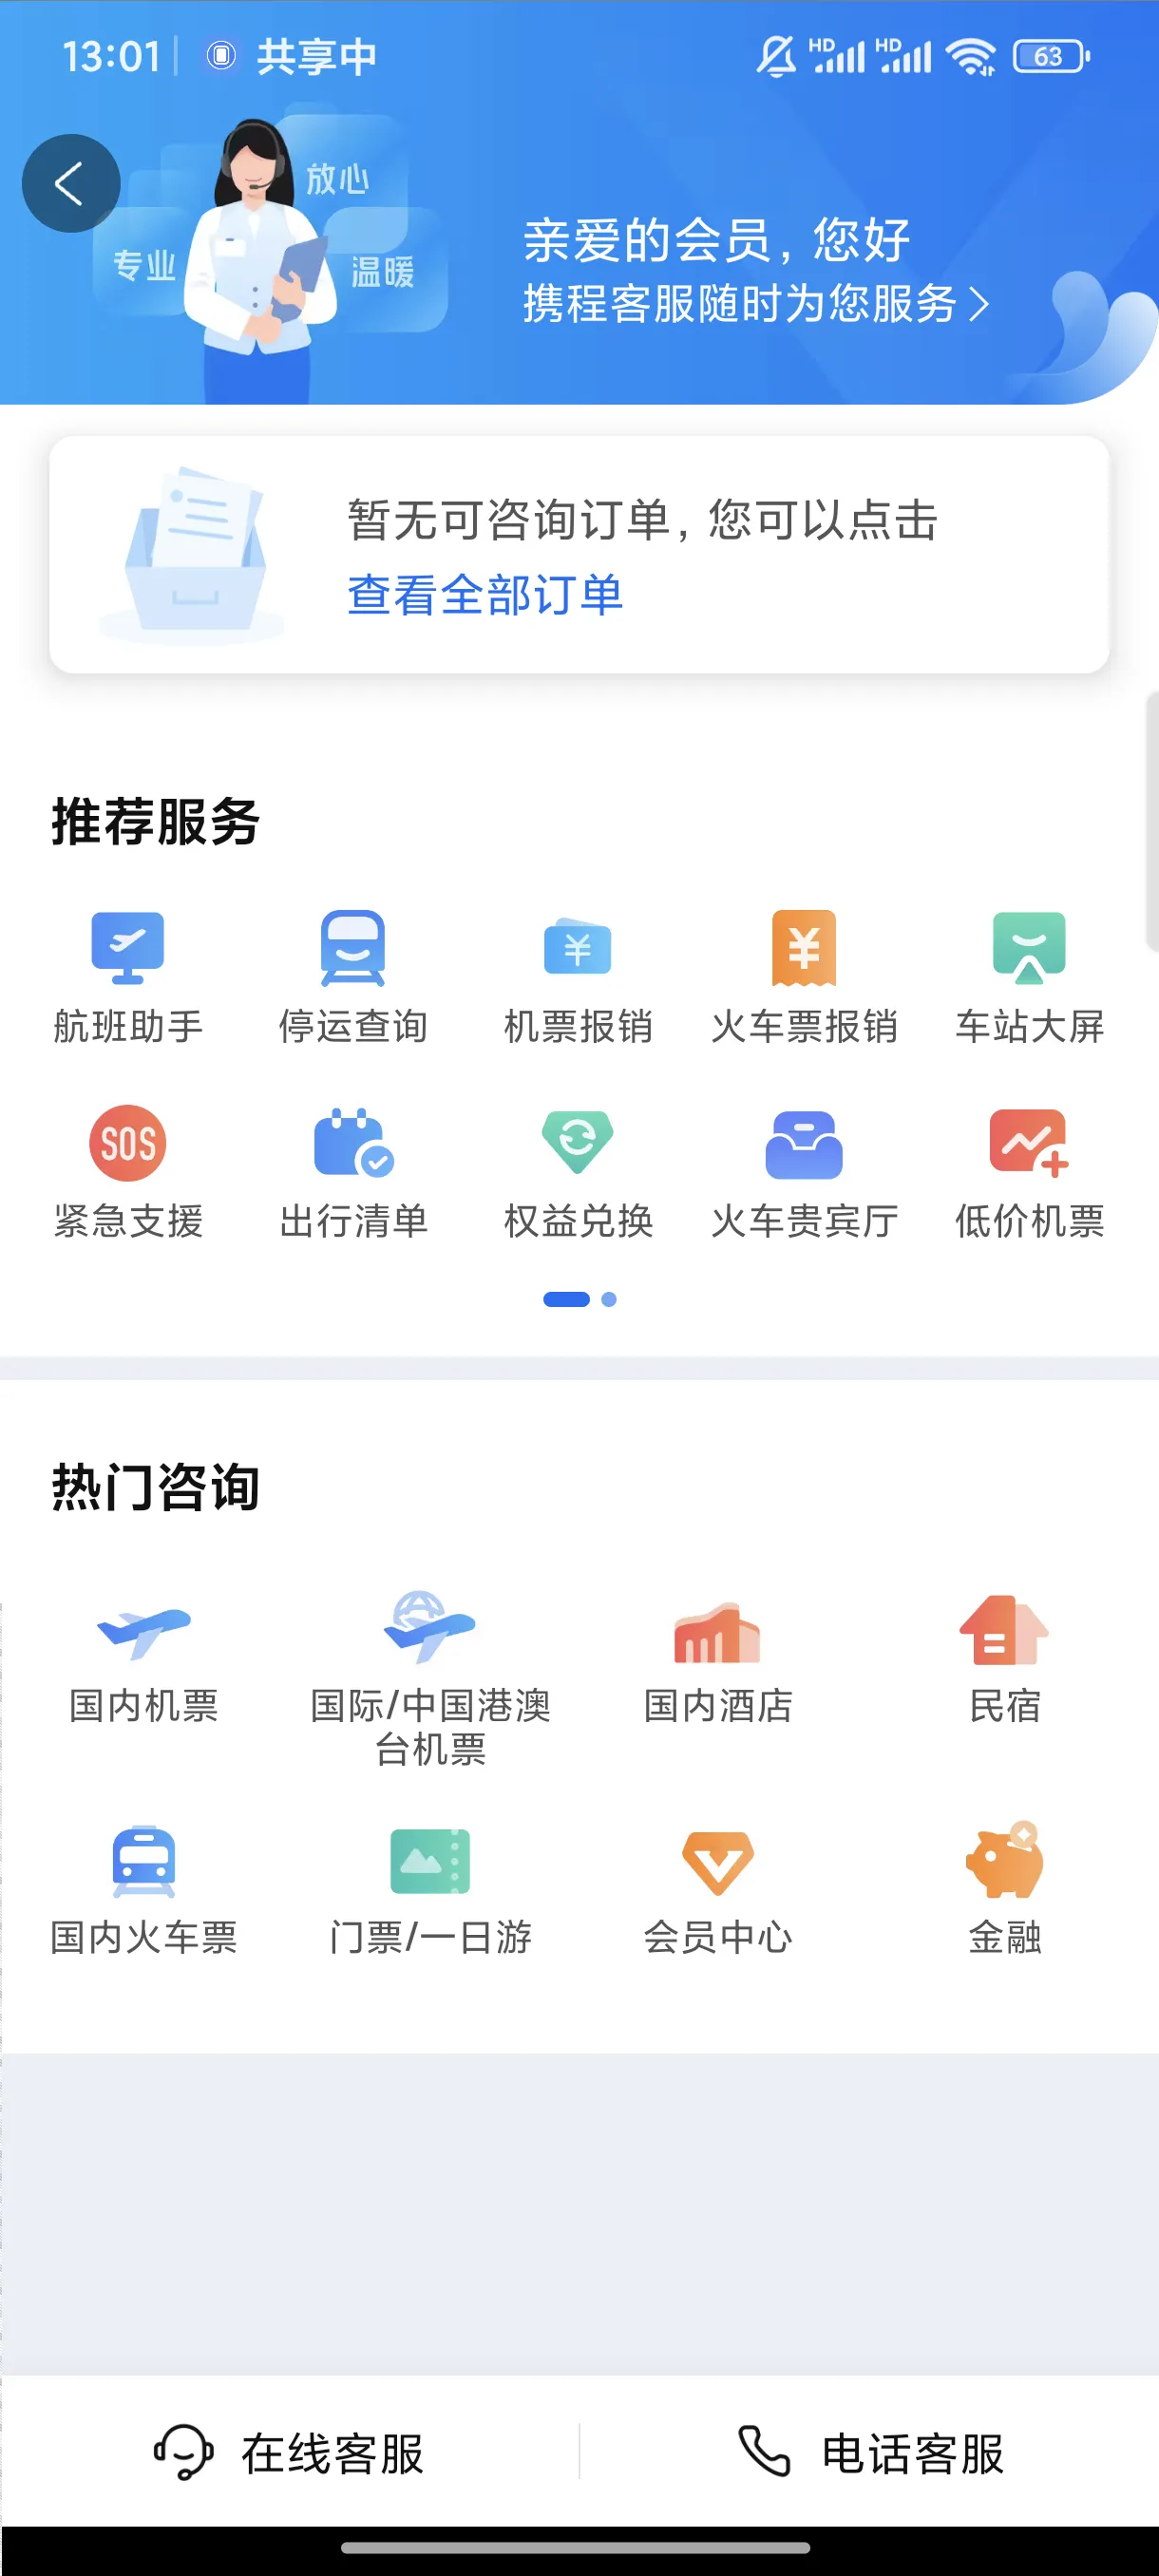 13:01 共享中 HD HD 63
放心
专业
温暖
亲爱的会员，您好
携程客服随时为您服务
暂无可咨询订单，您可以点击
查看全部订单
推荐服务
航班助手 停运查询 机票报销 火车票报销 车站大屏
SOS
紧急支援 出行清单 权益兑换 火车贵宾厅 低价机票
热门咨询
国内机票 国际/中国港澳 国内酒店 民宿
台机票
国内火车票 门票/一日游 会员中心 金融
在线客服 电话客服